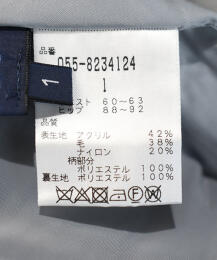 品番
055-8234124
1
1
ウエスト 60～63
ヒップ 88～92
品質
表生地 アクリル 42%
毛 38%
ナイロン 20%
柄部分
ポリエステル 100%
裏生地 ポリエステル 100%